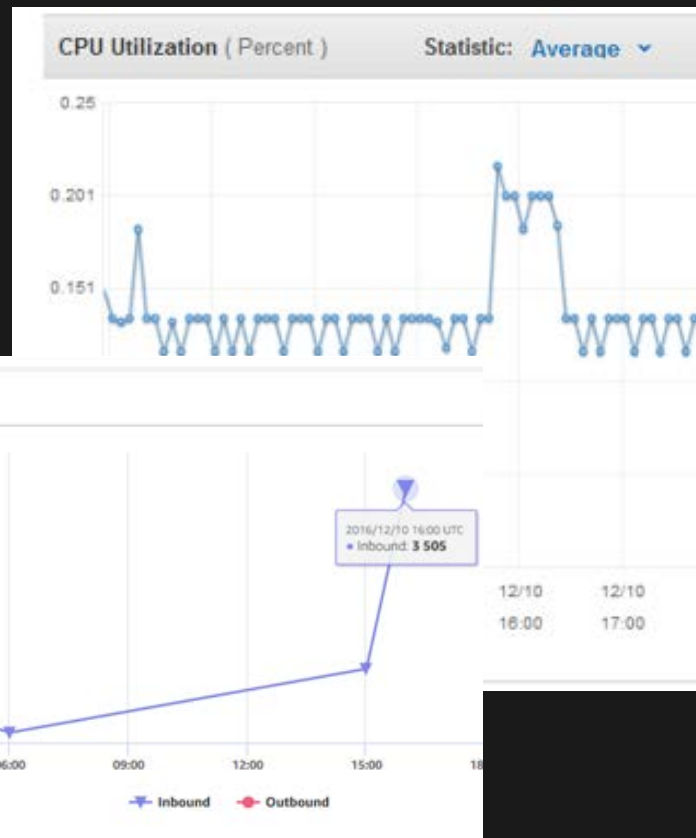 CPU Utilization ( Percent ) Statistic: Average
0.25
0.201
0.151
2016/12/10 16:00 UTC
• Inbound: 3 505
12/10 12/10
16:00 17:00
06:00 09:00 12:00 15:00 18
Inbound Outbound